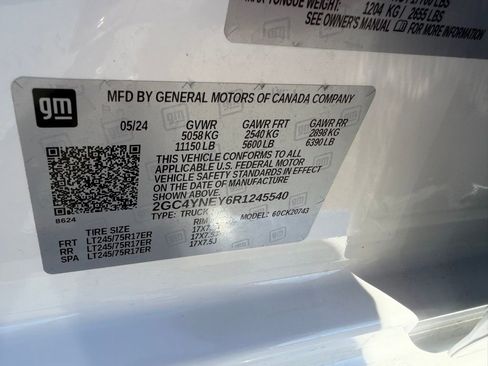 1204 KG / 2655 LBS
SEE OWNER'S MANUAL FOR MORE INFORMATION
gm
MFD BY GENERAL MOTORS OF CANADA COMPANY
05/24 GVWR GAWR FRT GAWR RR
5058 KG 2540 KG 2898 KG
11150 LB 5600 LB 6390 LB
THIS VEHICLE CONFORMS TO ALL
APPLICABLE U.S. FEDERAL MOTOR
VEHICLE SAFETY STANDARDS IN
EFFECT ON THE DATE OF MANUFACTURE
SHOWN ABOVE.
2GC4YNEY6R1245540
TYPE: TRUCK MODEL: 60CK20743
8624
TIRE SIZE RIM
FRT LT245/75R17ER 17X7.5J
RR LT245/75R17ER 17X7.5J
SPA LT245/75R17ER 17X7.5J